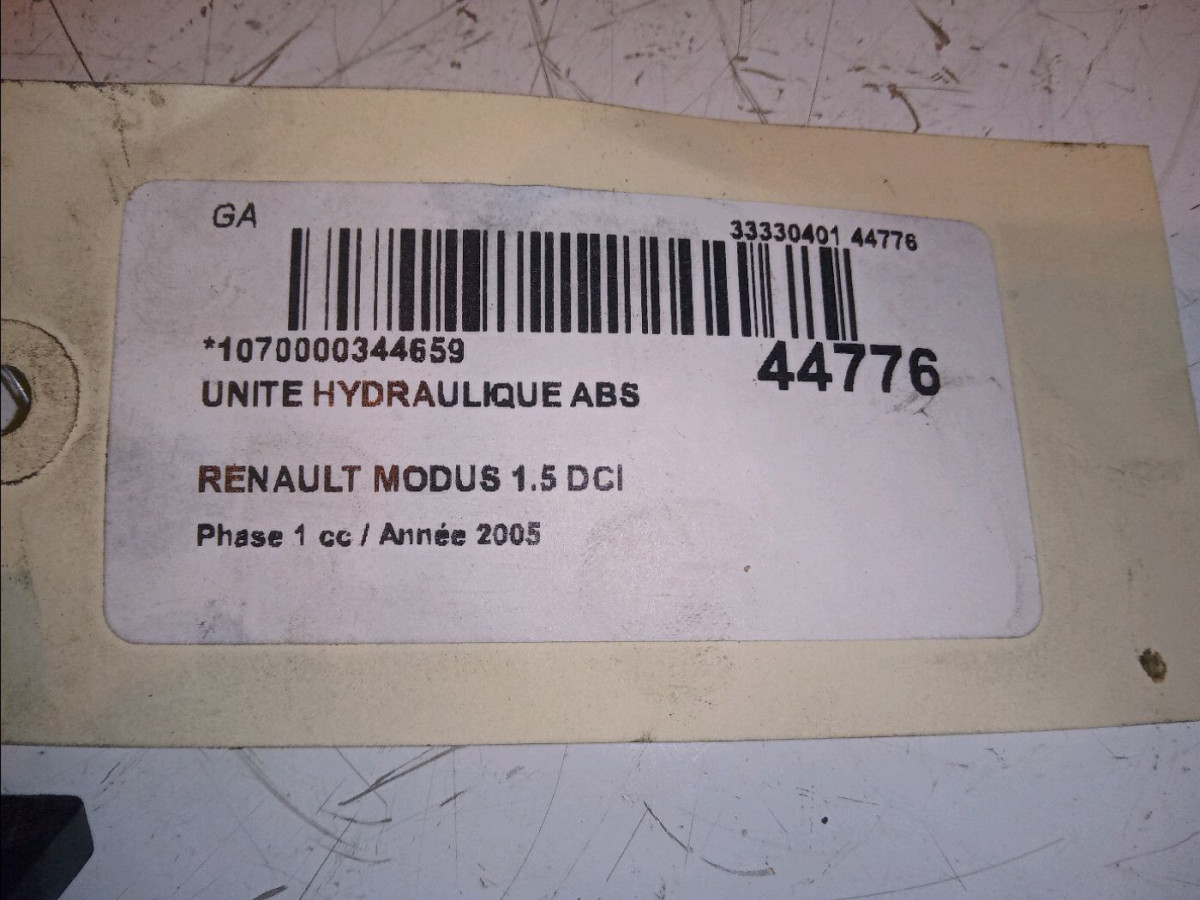 GA
33330401 44776
*1070000344659
44776
UNITE HYDRAULIQUE ABS
RENAULT MODUS 1.5 DCI
Phase 1 cc / Année 2005